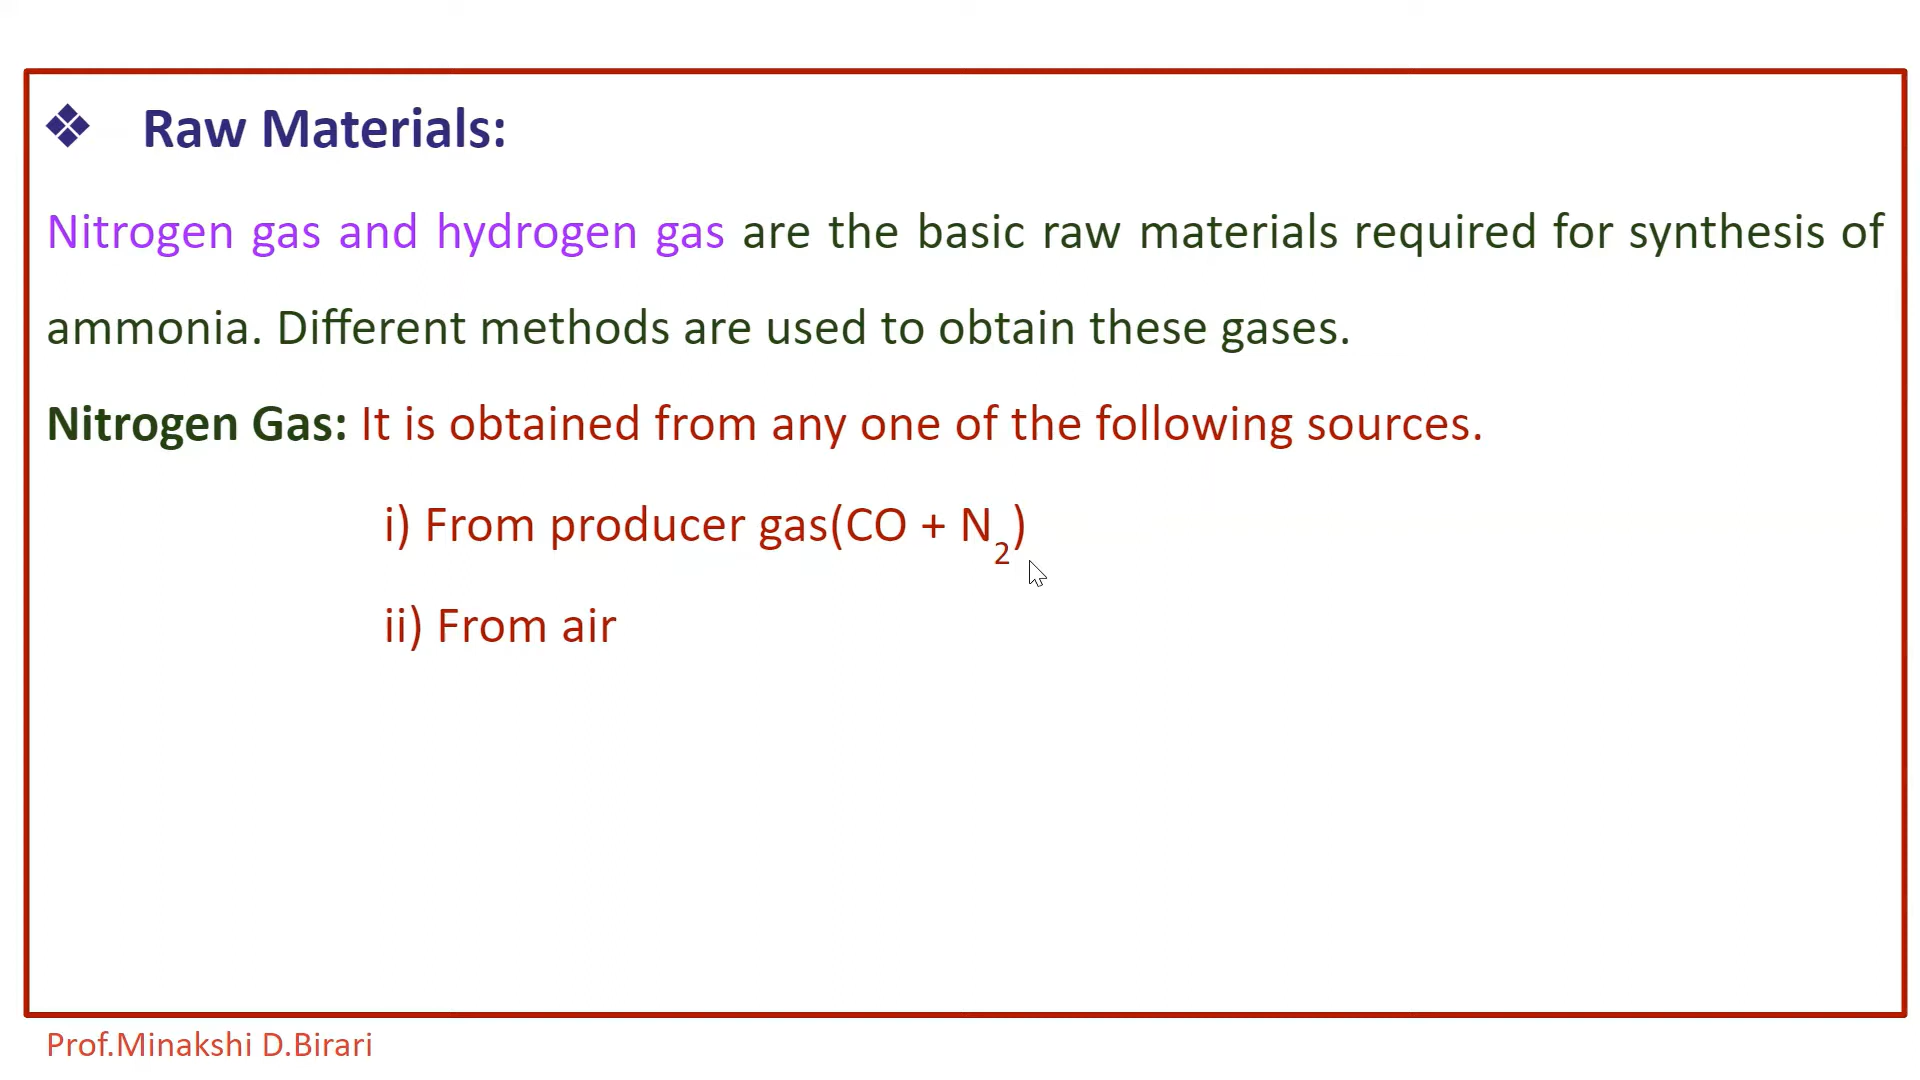 ❖ Raw Materials:
Nitrogen gas and hydrogen gas are the basic raw materials required for synthesis of
ammonia. Different methods are used to obtain these gases.
Nitrogen Gas: It is obtained from any one of the following sources.
i) From producer gas(CO + N₂)
ii) From air
Prof.Minakshi D.Birari